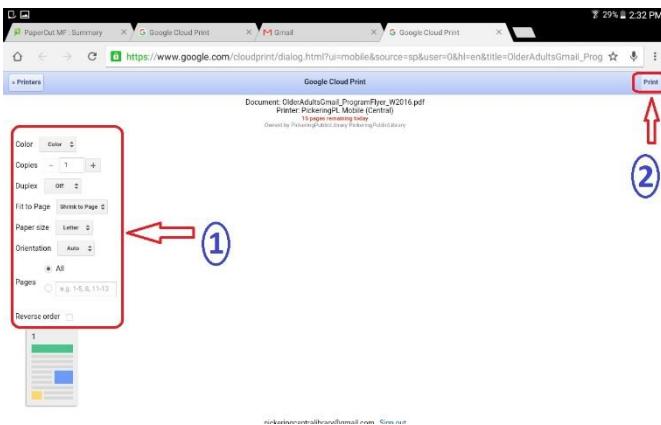 29% 2:32 PM
PaperCut MF : Summary × Google Cloud Print × Gmail × Google Cloud Print ×
https://www.google.com/cloudprint/dialog.html?ui=mobile&source=sp&user=0&hl=en&title=OlderAdultsGmail_Prog
« Printers Google Cloud Print Print
Document: OlderAdultsGmail_ProgramFlyer_W2016.pdf
Printer: PickeringPL Mobile (Central)
15 pages remaining today
Owned by PickeringPublicLibrary PickeringPublicLibrary
2
Color Color
Copies - 1 +
Duplex Off
Fit to Page Shrink to Page
Paper size Letter
1
Orientation Auto
All
Pages e.g. 1-5, 8, 11-13
Reverse order
1
pickeringcentrallibrary@gmail.com Sign out